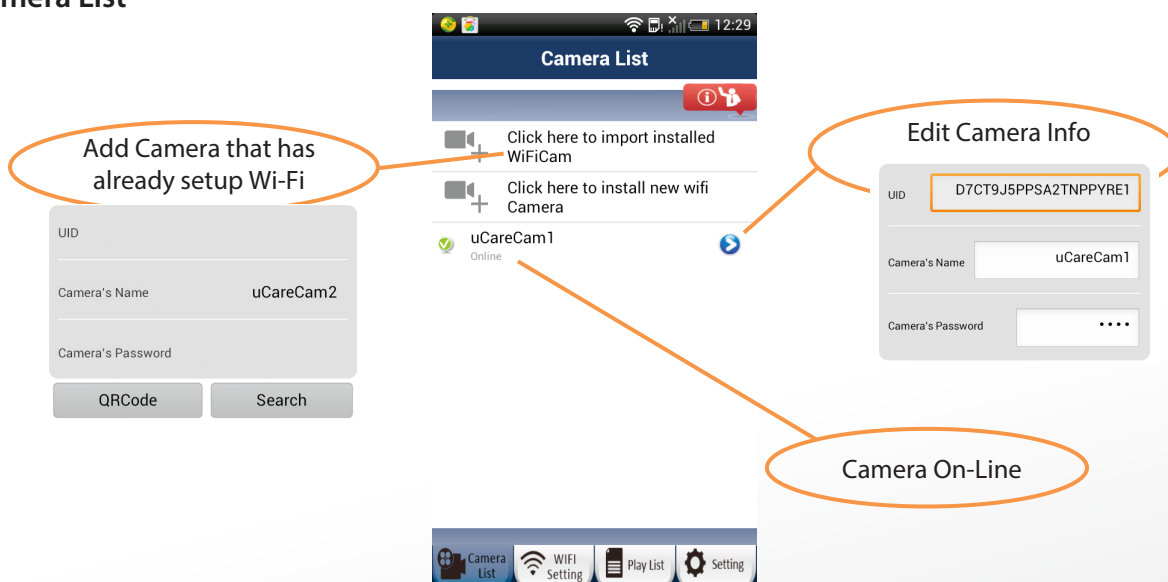 mera List
12:29
Camera List
Add Camera that has
already setup Wi-Fi
UID
Camera's Name uCareCam2
Camera's Password
QRCode Search
Click here to import installed
WiFiCam
Click here to install new wifi
Camera
uCareCam1
Online
Edit Camera Info
UID D7CT9J5PPSA2TNPPYRE1
Camera's Name uCareCam1
Camera's Password ••••
Camera On-Line
Camera
List
WIFI
Setting
Play List
Setting